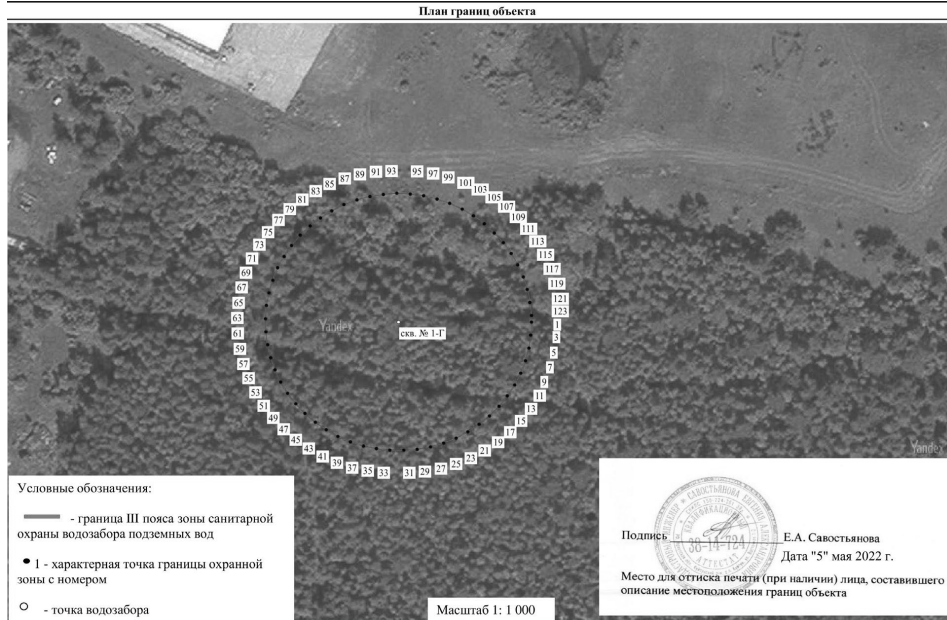 План границ объекта
91 93 95 97
89 99
87 101
85 103
83 105
81 107
79 109
77 111
75 113
73 115
71 117
69 119
67 121
65 123
63 1
61 3
59 5
57 7
55 9
53 11
51 13
49 15
47 17
45 19
43 21
41 23
39 25
37 27
35 29
33 31
Yandex
скв. № 1-Г
Yandex
Условные обозначения:
- граница III пояса зоны санитарной
охраны водозабора подземных вод
1 - характерная точка границы охранной
зоны с номером
- точка водозабора
Масштаб 1: 1 000
38-14-724
Подпись Е.А. Савостьянова
Дата "5" мая 2022 г.
Место для оттиска печати (при наличии) лица, составившего
описание местоположения границ объекта